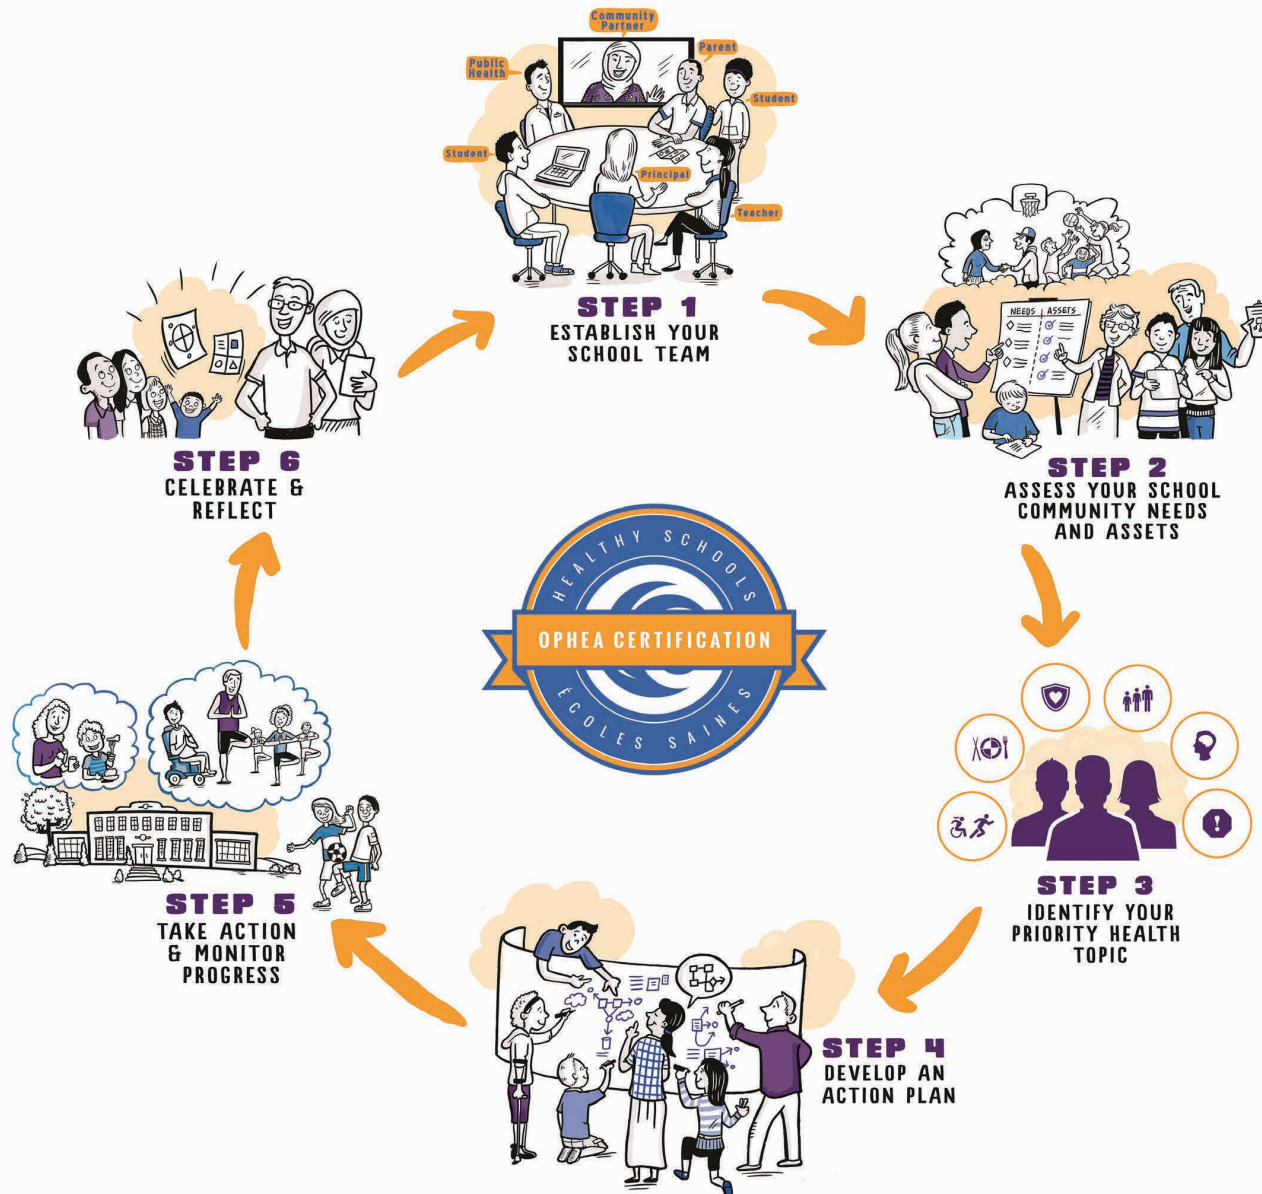 Community
Partner
Public
Health
Parent
Student
Student
Principal
Teacher
STEP 1
ESTABLISH YOUR
SCHOOL TEAM
NEEDS ASSETS
STEP 2
ASSESS YOUR SCHOOL
COMMUNITY NEEDS
AND ASSETS
STEP 3
IDENTIFY YOUR
PRIORITY HEALTH
TOPIC
STEP 4
DEVELOP AN
ACTION PLAN
STEP 5
TAKE ACTION
& MONITOR
PROGRESS
STEP 6
CELEBRATE &
REFLECT
HEALTHY SCHOOLS
OPHEA CERTIFICATION
ÉCOLES SAINES